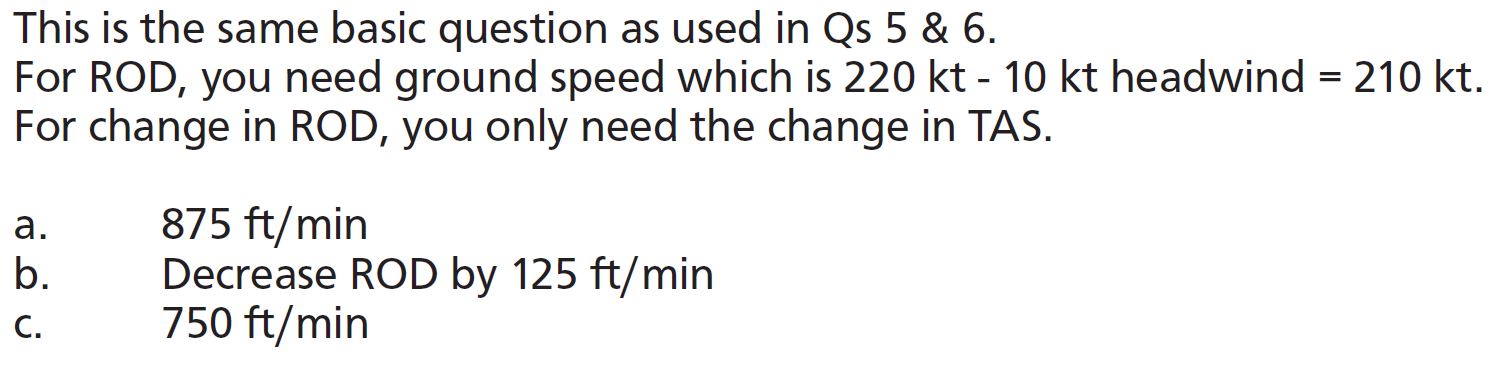 This is the same basic question as used in Qs 5 & 6.
For ROD, you need ground speed which is 220 kt - 10 kt headwind = 210 kt.
For change in ROD, you only need the change in TAS.
a. 875 ft/min
b. Decrease ROD by 125 ft/min
c. 750 ft/min